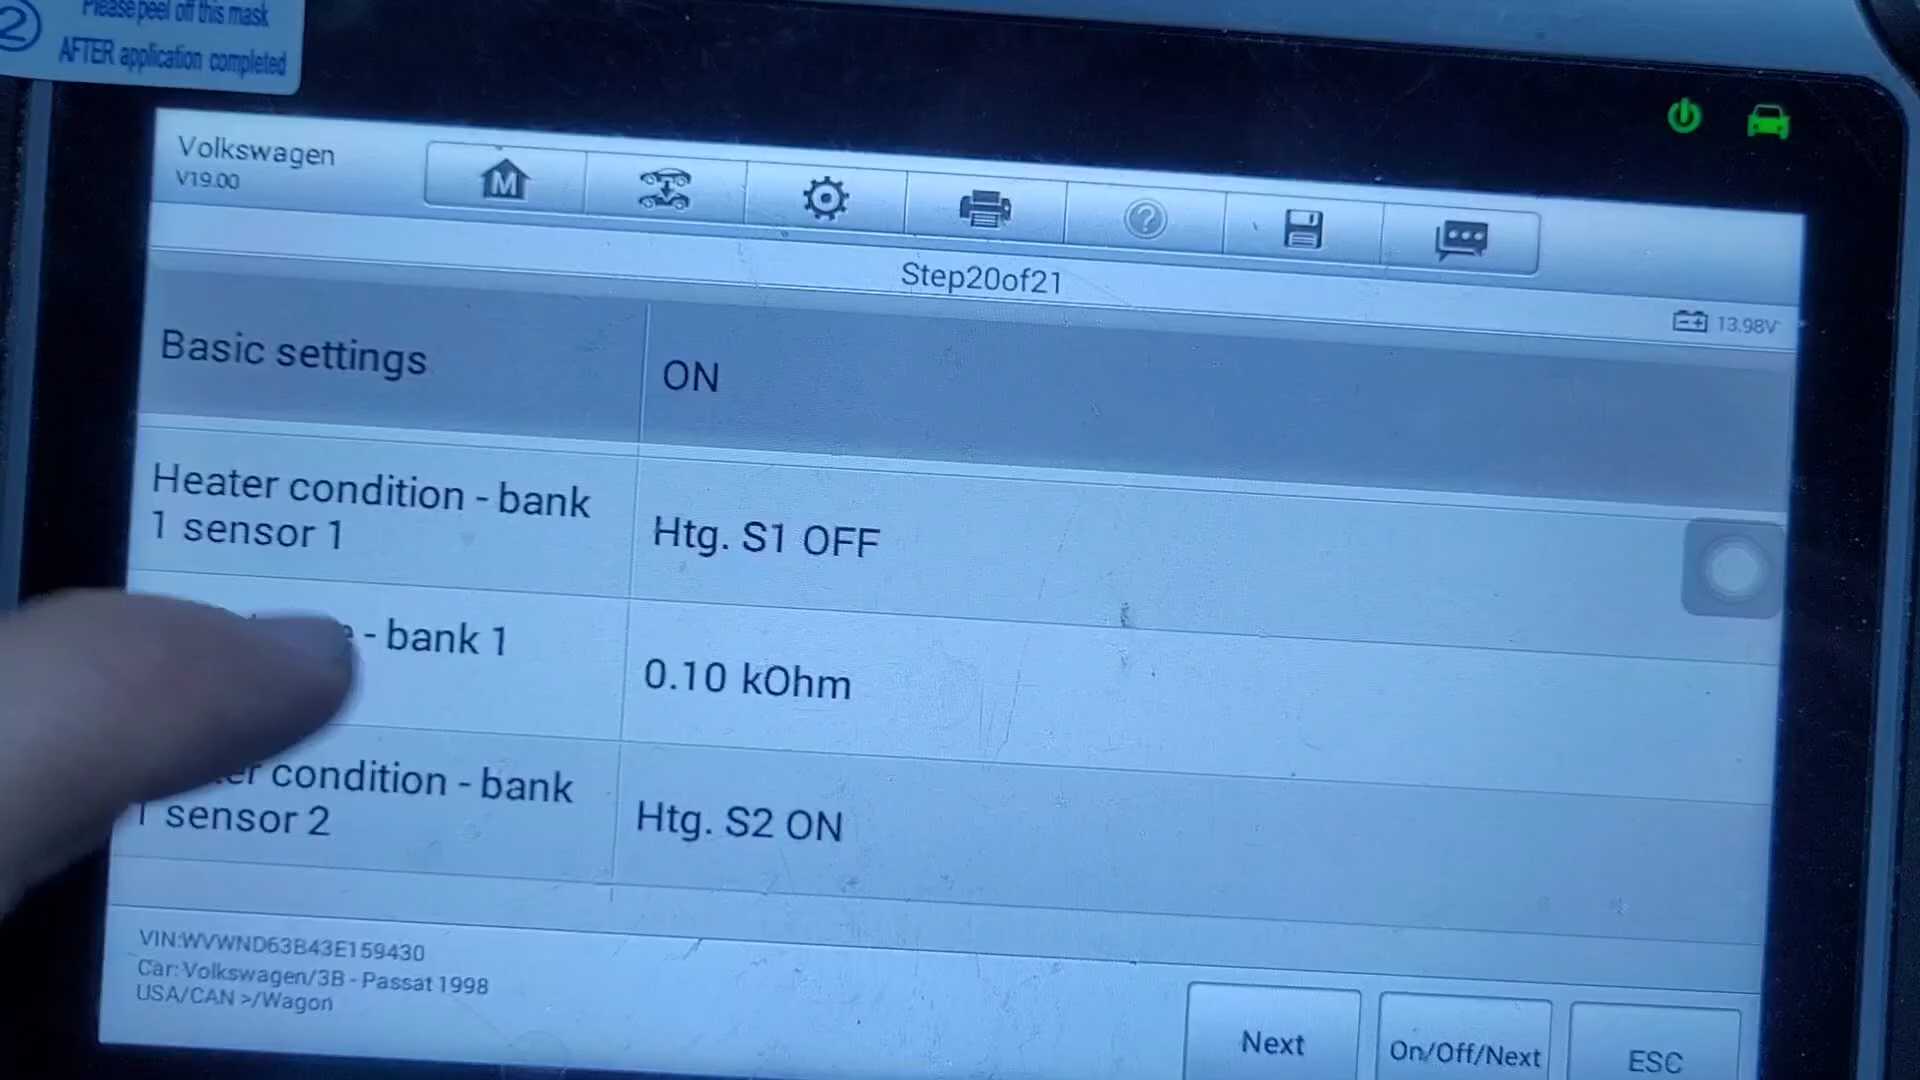 2
Please peel off this mask
AFTER application completed
Volkswagen
V19.00
M
Step20of21
13.98V
Basic settings
ON
Heater condition - bank
1 sensor 1
Htg. S1 OFF
- bank 1
0.10 kOhm
condition - bank
1 sensor 2
Htg. S2 ON
VIN:WVWND63B43E159430
Car:Volkswagen/3B - Passat 1998
USA/CAN >/Wagon
Next
On/Off/Next
ESC